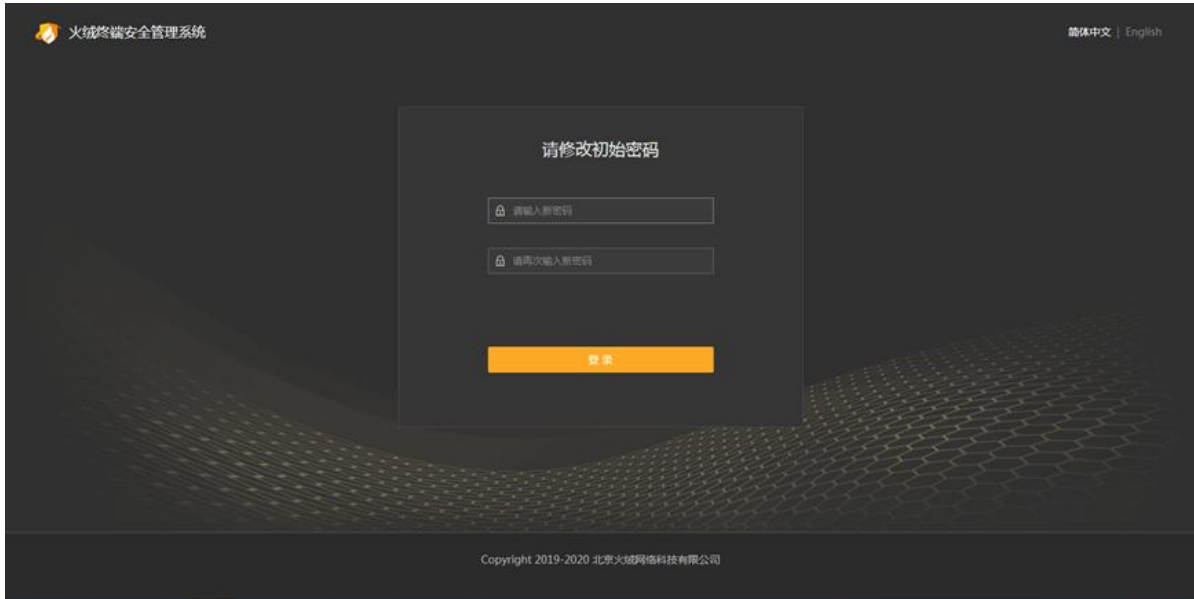 火绒终端安全管理系统
简体中文 | English
请修改初始密码
请输入新密码
请再次输入新密码
登 录
Copyright 2019-2020 北京火绒网络科技有限公司